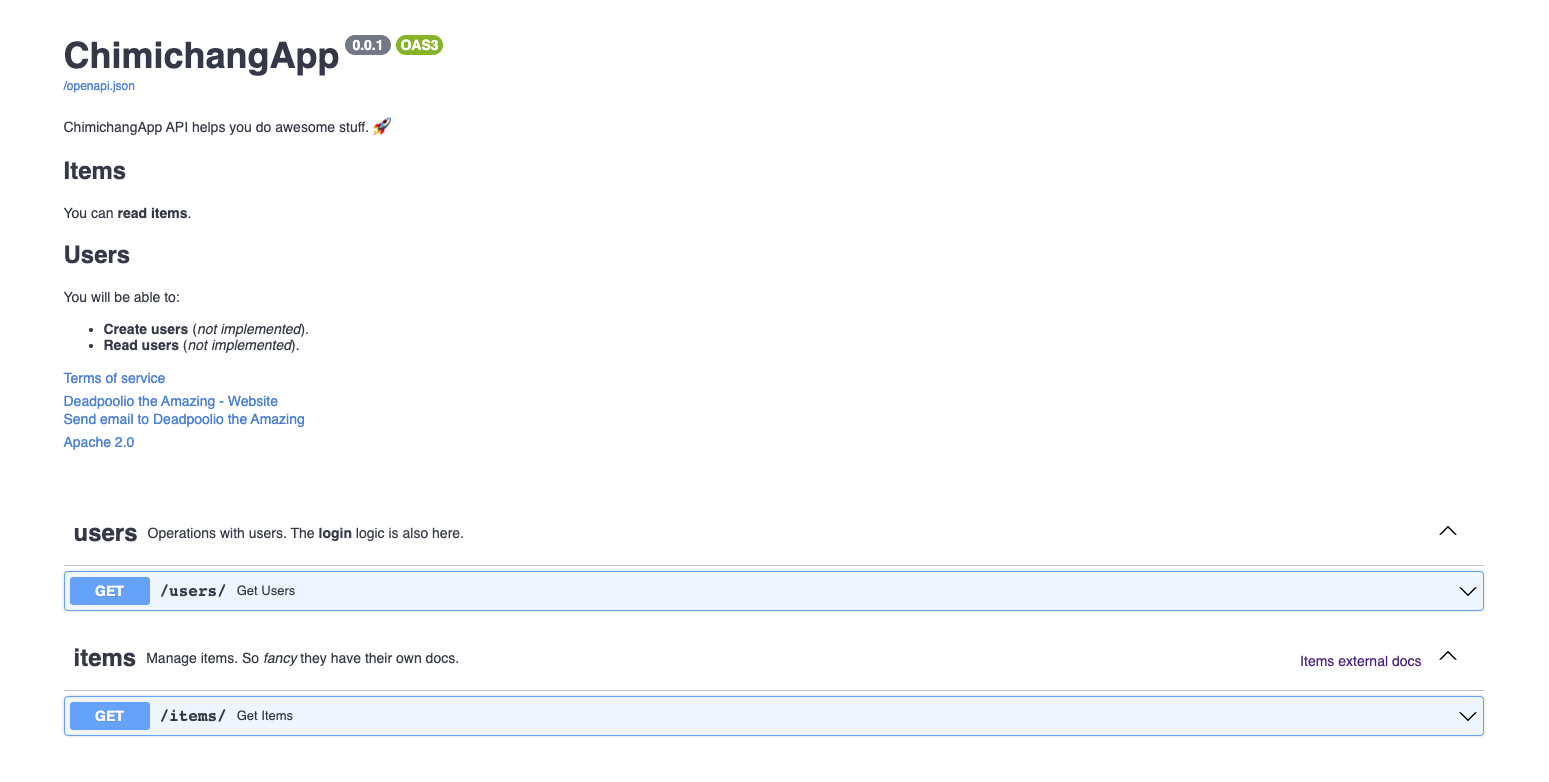 ChimichangApp 0.0.1 OAS3
/openapi.json
ChimichangApp API helps you do awesome stuff. 🚀
Items
You can read items.
Users
You will be able to:
• Create users (not implemented).
• Read users (not implemented).
Terms of service
Deadpoolio the Amazing - Website
Send email to Deadpoolio the Amazing
Apache 2.0
users Operations with users. The login logic is also here.
GET /users/ Get Users
items Manage items. So fancy they have their own docs. Items external docs
GET /items/ Get Items